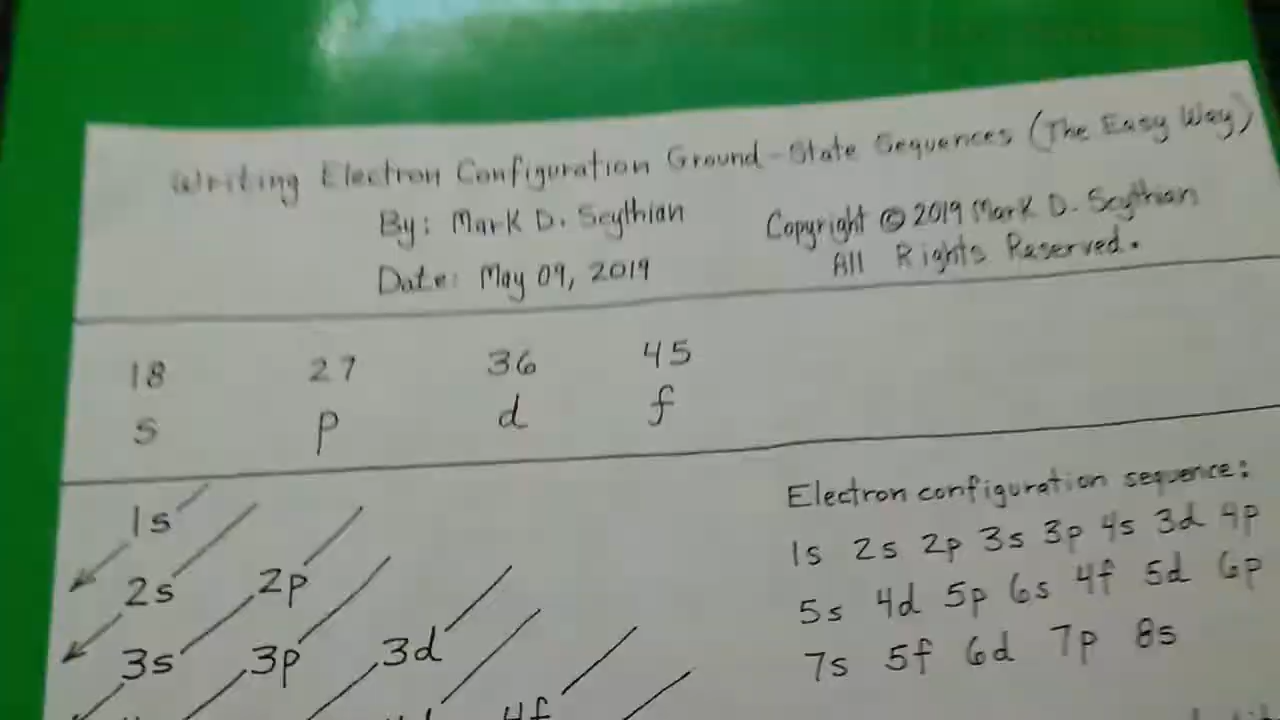 Writing Electron Configuration Ground-State Sequences (The Easy Way)
By: Mark D. Scythian
Date: May 09, 2019
Copyright © 2019 Mark D. Scythian
All Rights Reserved.
18 27 36 45
s p d f
1s
2s 2p
3s 3p 3d
4f
Electron configuration sequence:
1s 2s 2p 3s 3p 4s 3d 4p
5s 4d 5p 6s 4f 5d 6p
7s 5f 6d 7p 8s